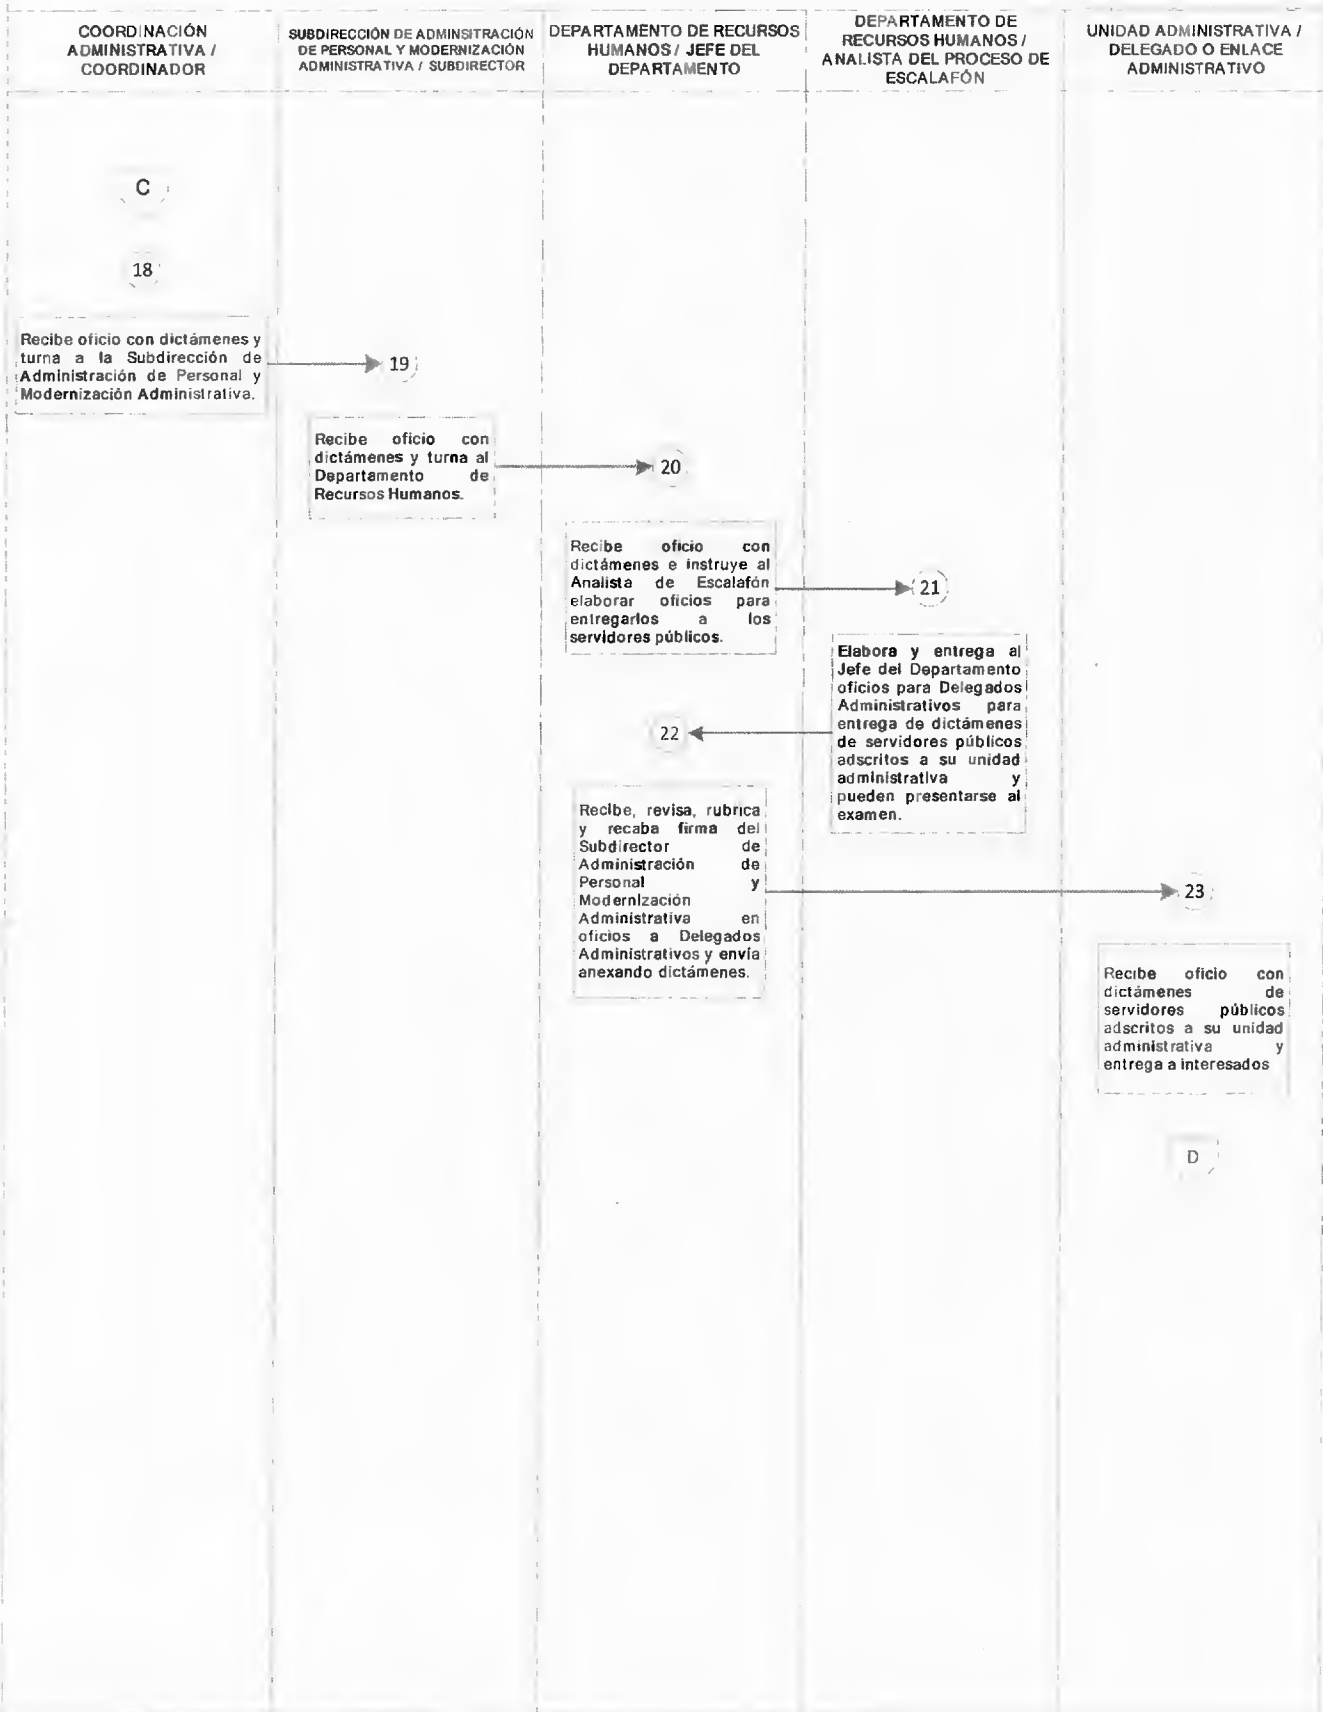 COORDINACIÓN
ADMINISTRATIVA /
COORDINADOR
SUBDIRECCIÓN DE ADMINSITRACIÓN
DE PERSONAL Y MODERNIZACIÓN
ADMINISTRATIVA / SUBDIRECTOR
DEPARTAMENTO DE RECURSOS
HUMANOS / JEFE DEL
DEPARTAMENTO
DEPARTAMENTO DE
RECURSOS HUMANOS /
ANALISTA DEL PROCESO DE
ESCALAFÓN
UNIDAD ADMINISTRATIVA /
DELEGADO O ENLACE
ADMINISTRATIVO
C
18
Recibe oficio con dictámenes y
turna a la Subdirección de
Administración de Personal y
Modernización Administrativa.
19
Recibe oficio con
dictámenes y turna al
Departamento de
Recursos Humanos.
20
Recibe oficio con
dictámenes e instruye al
Analista de Escalafón
elaborar oficios para
entregarlos a los
servidores públicos.
21
Elabora y entrega al
Jefe del Departamento
oficios para Delegados
Administrativos para
entrega de dictámenes
de servidores públicos
adscritos a su unidad
administrativa y
pueden presentarse al
examen.
22
Recibe, revisa, rubrica
y recaba firma del
Subdirector de
Administración de
Personal y
Modernización
Administrativa en
oficios a Delegados
Administrativos y envía
anexando dictámenes.
23
Recibe oficio con
dictámenes de
servidores públicos
adscritos a su unidad
administrativa y
entrega a interesados
D